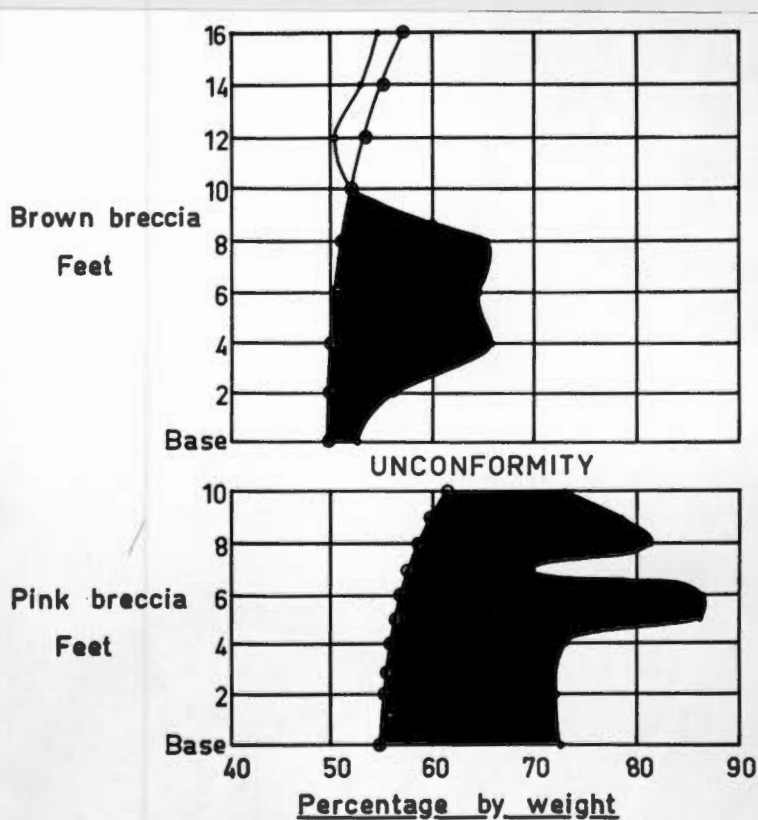 16
14
12
10
Brown breccia
Feet
8
6
4
2
Base
UNCONFORMITY
10
8
Pink breccia
Feet
6
4
2
Base
40 50 60 70 80 90
Percentage by weight